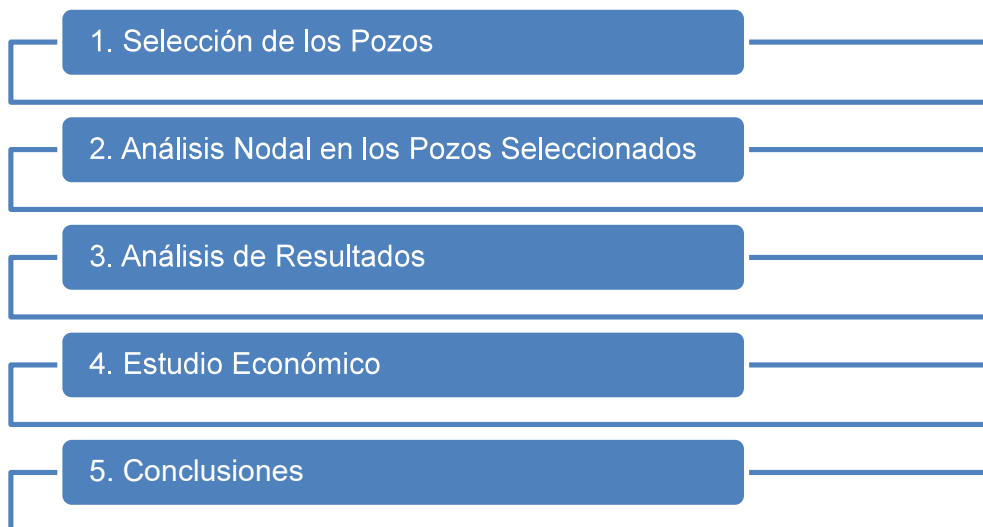 1. Selección de los Pozos
2. Análisis Nodal en los Pozos Seleccionados
3. Análisis de Resultados
4. Estudio Económico
5. Conclusiones